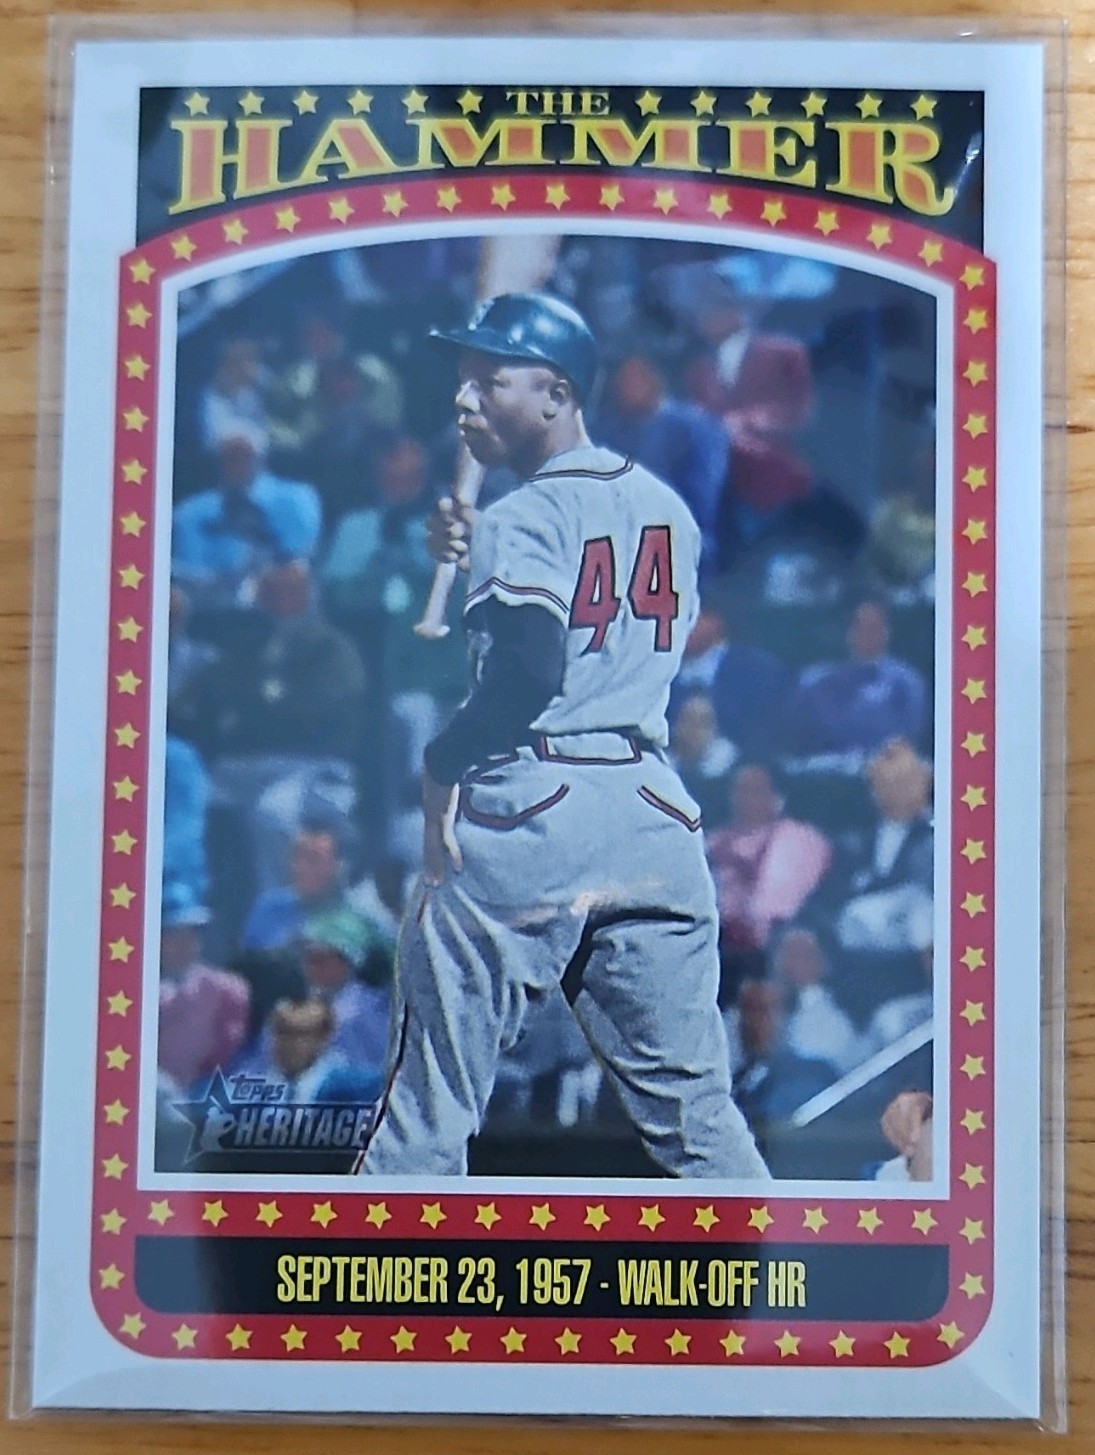 THE
HAMMER
44
topps
HERITAGE
SEPTEMBER 23, 1957 - WALK-OFF HR